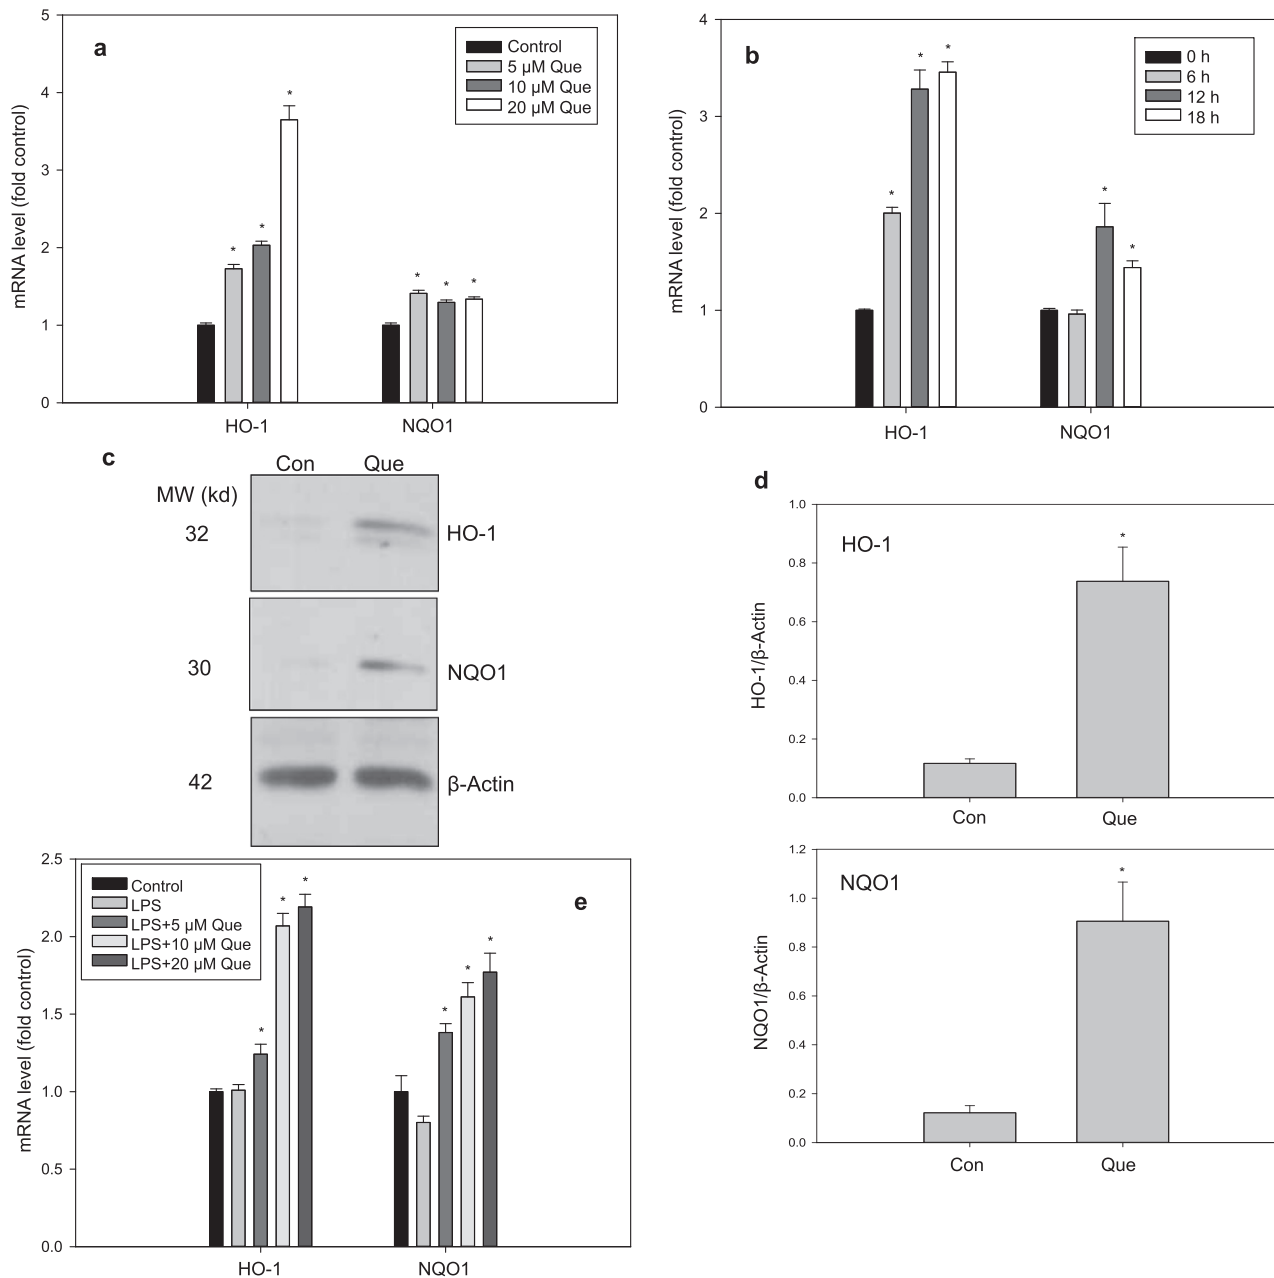 a
5
4
3
2
1
0
mRNA level (fold control)
Control
5 µM Que
10 µM Que
20 µM Que
*
*
*
*
*
*
HO-1
NQO1
b
4
3
2
1
0
mRNA level (fold control)
0 h
6 h
12 h
18 h
*
*
*
*
*
HO-1
NQO1
c
Con
Que
MW (kd)
32
HO-1
30
NQO1
42
β-Actin
d
HO-1
1.0
0.8
0.6
0.4
0.2
0.0
HO-1/β-Actin
*
Con
Que
NQO1
1.2
1.0
0.8
0.6
0.4
0.2
0.0
NQO1/β-Actin
*
Con
Que
e
2.5
2.0
1.5
1.0
0.5
0.0
mRNA level (fold control)
Control
LPS
LPS+5 µM Que
LPS+10 µM Que
LPS+20 µM Que
*
*
*
*
*
*
HO-1
NQO1